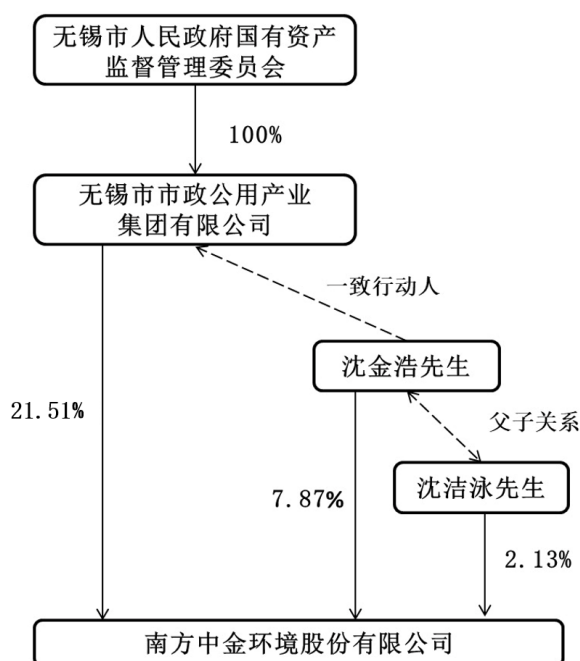 无锡市人民政府国有资产
监督管理委员会
100%
无锡市市政公用产业
集团有限公司
一致行动人
沈金浩先生
21.51%
父子关系
7.87%
沈洁泳先生
2.13%
南方中金环境股份有限公司